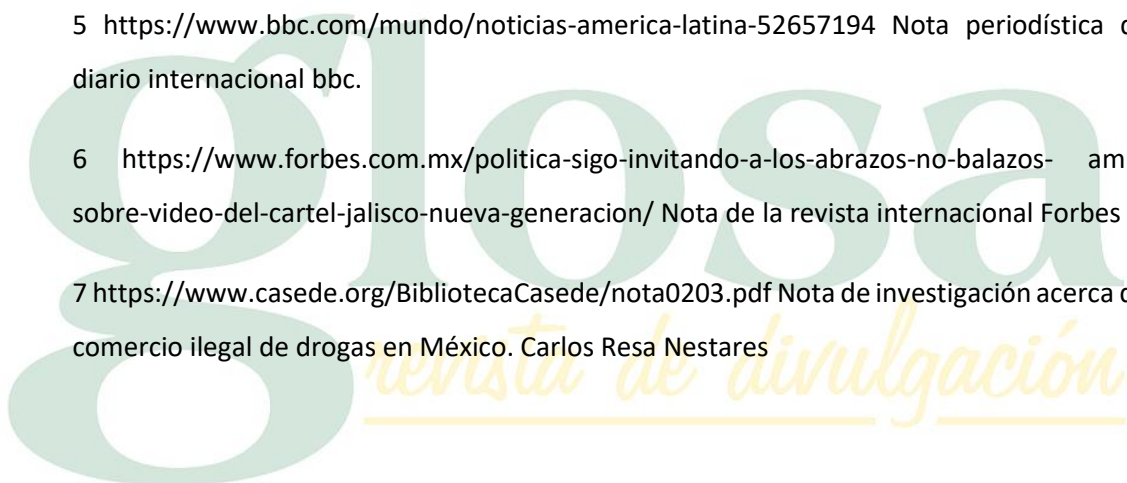 5 https://www.bbc.com/mundo/noticias-america-latina-52657194 Nota periodística
diario internacional bbc.
6 https://www.forbes.com.mx/politica-sigo-invitando-a-los-abrazos-no-balazos- am
sobre-video-del-cartel-jalisco-nueva-generacion/ Nota de la revista internacional Forbes
7 https://www.casede.org/BibliotecaCasede/nota0203.pdf Nota de investigación acerca
comercio ilegal de drogas en México. Carlos Resa Nestares
glosa
revista de divulgación